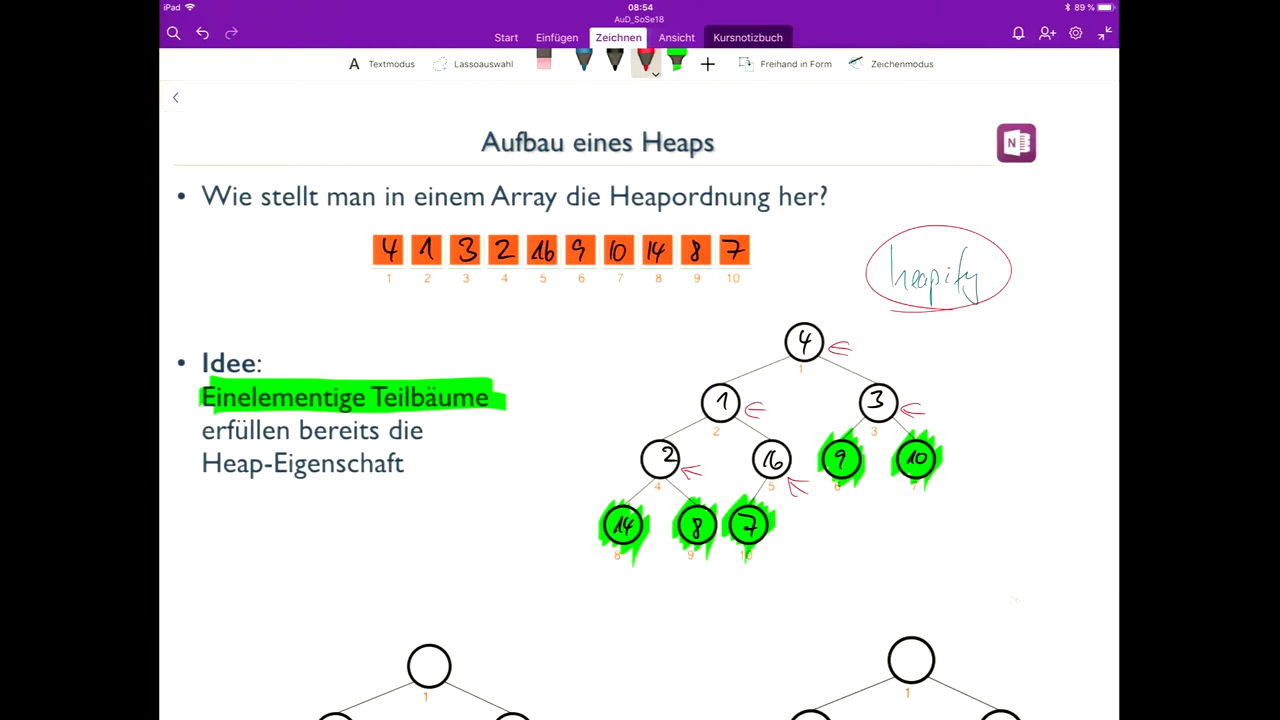 iPad 08:54 89 %
AuD_SoSe18
Start Einfügen Zeichnen Ansicht Kursnotizbuch
A Textmodus Lassoauswahl Freihand in Form Zeichenmodus
Aufbau eines Heaps
N
• Wie stellt man in einem Array die Heapordnung her?
4 1 3 2 16 9 10 14 8 7
1 2 3 4 5 6 7 8 9 10
heapify
• Idee:
Einelementige Teilbäume
erfüllen bereits die
Heap-Eigenschaft
4
1
1 3
2 3
2 16 9 10
4 5 6 7
14 8 7
8 9 10
1 1